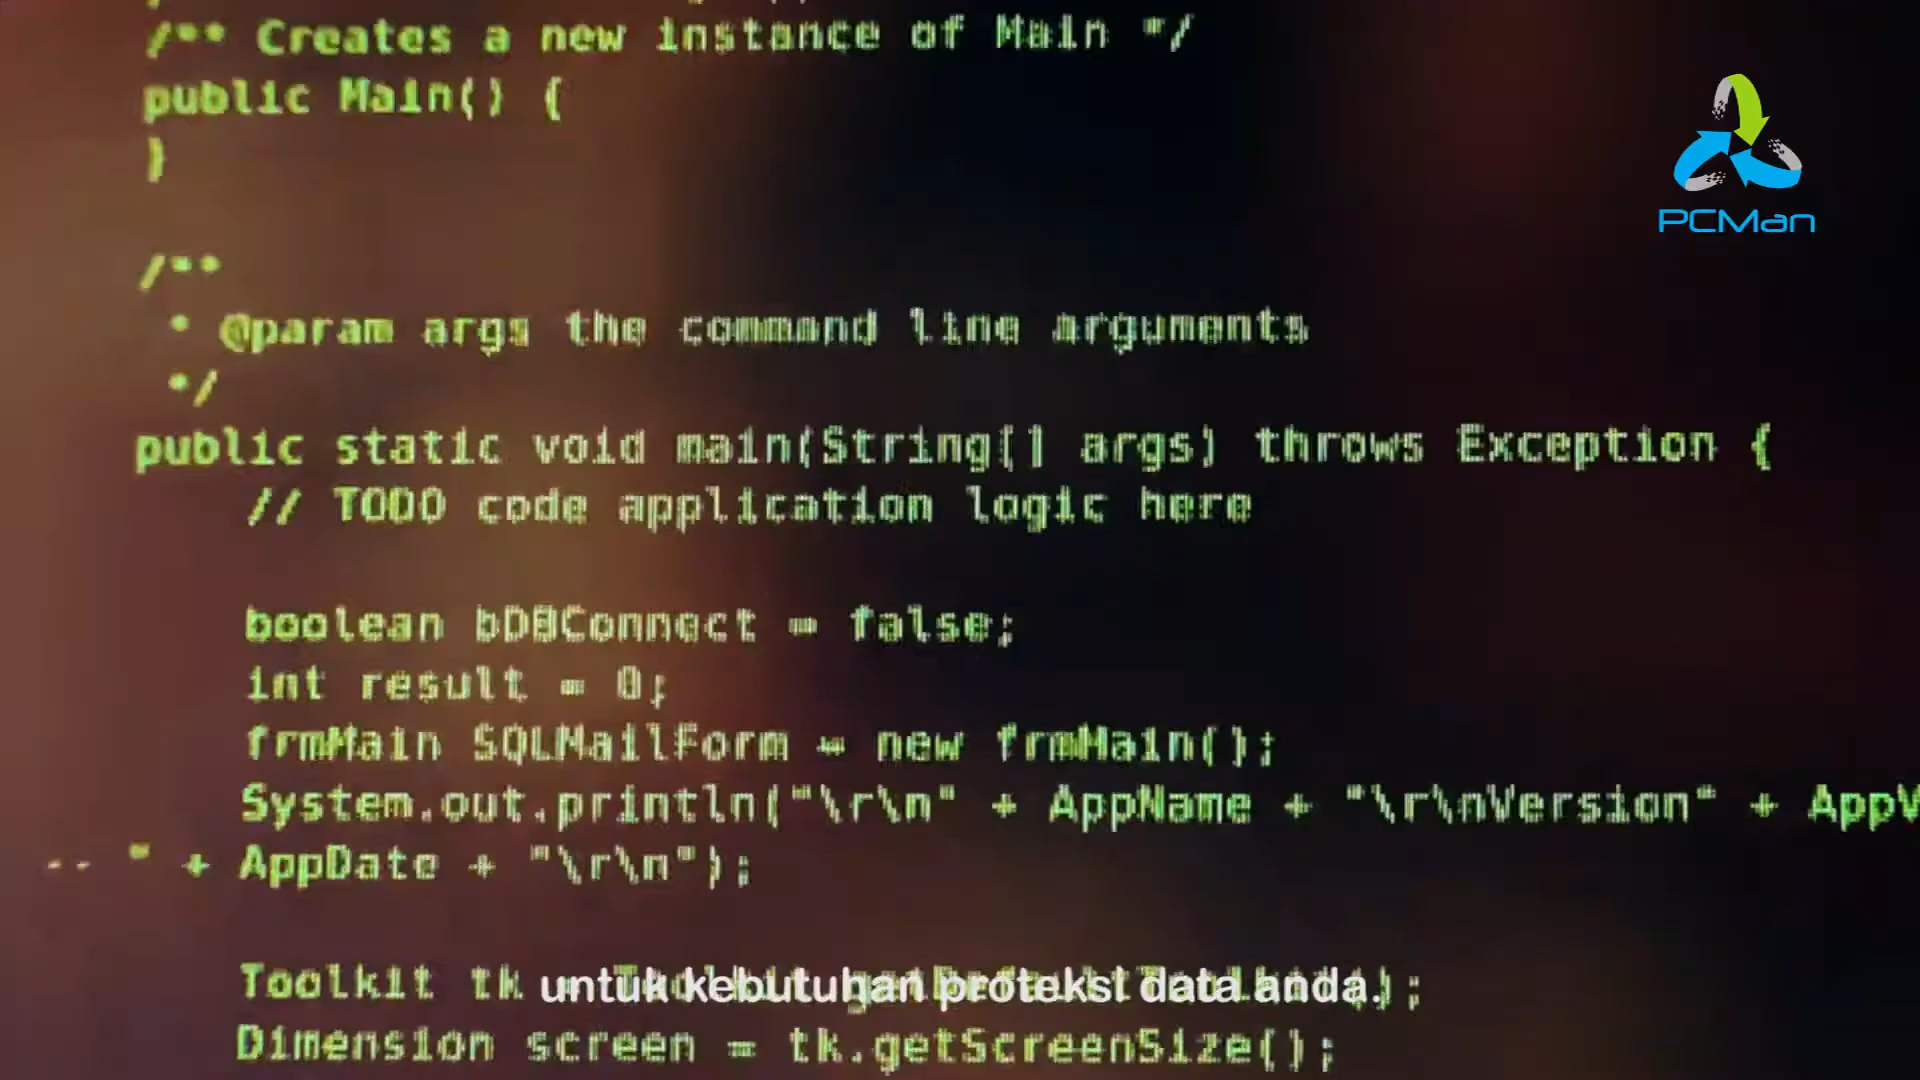 /** Creates a new instance of Main */
public Main() {
}
PCMan
/**
* @param args the command line arguments
*/
public static void main(String[] args) throws Exception {
// TODO code application logic here
boolean bDBConnect = false;
int result = 0;
frmMain SQLMailForm = new frmMain();
System.out.println("\r\n" + AppName + "\r\nVersion" + AppV
-- " + AppDate + "\r\n");
Toolkit tk
untuk kebutuhan proteksi data anda.
Dimension screen = tk.getScreenSize();